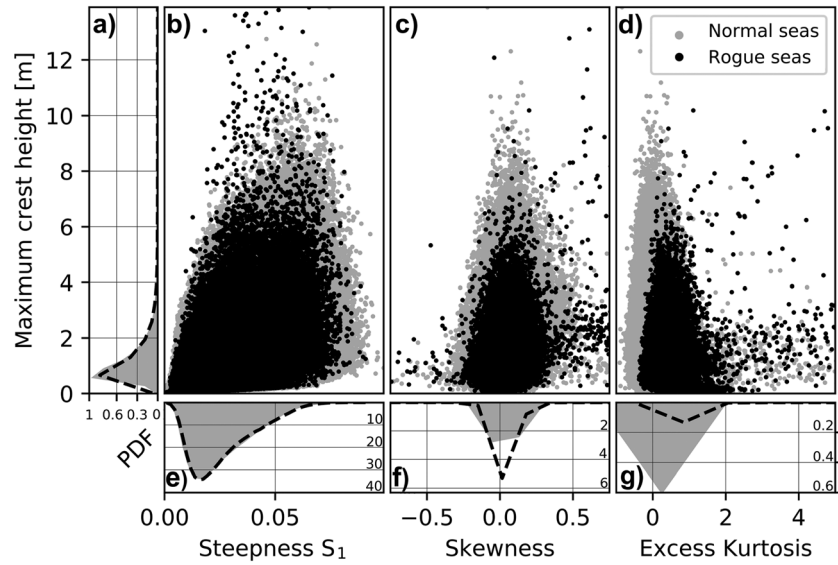 a)
b)
c)
d)
Normal seas
Rogue seas
Maximum crest height [m]
12
10
8
6
4
2
0
1 0.6 0.3 0
PDF
e)
10
20
30
40
f)
2
4
6
g)
0.2
0.4
0.6
0.00 0.05
−0.5 0.0 0.5
0 2 4
Steepness S₁
Skewness
Excess Kurtosis